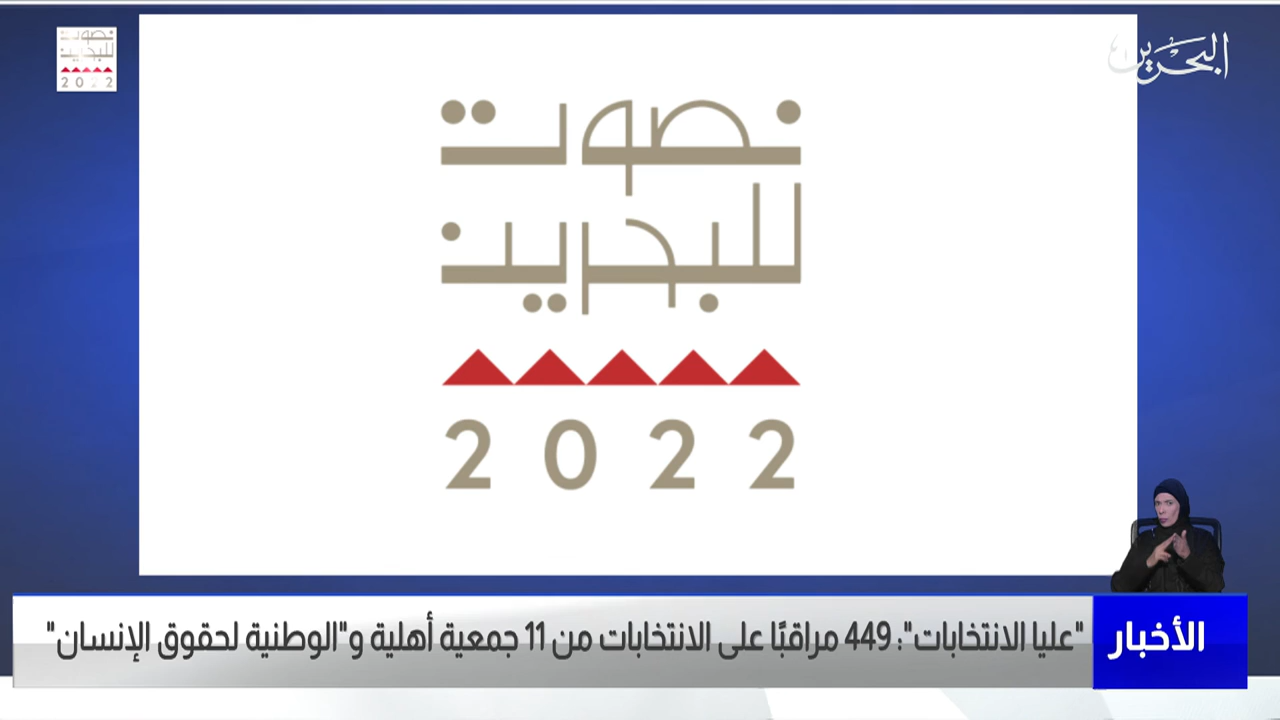 نصوت
للبحرين
2022
البحرين
نصوت
للبحرين
2022
الأخبار
"عليا الانتخابات": 449 مراقبًا على الانتخابات من 11 جمعية أهلية و"الوطنية لحقوق الإنسان"